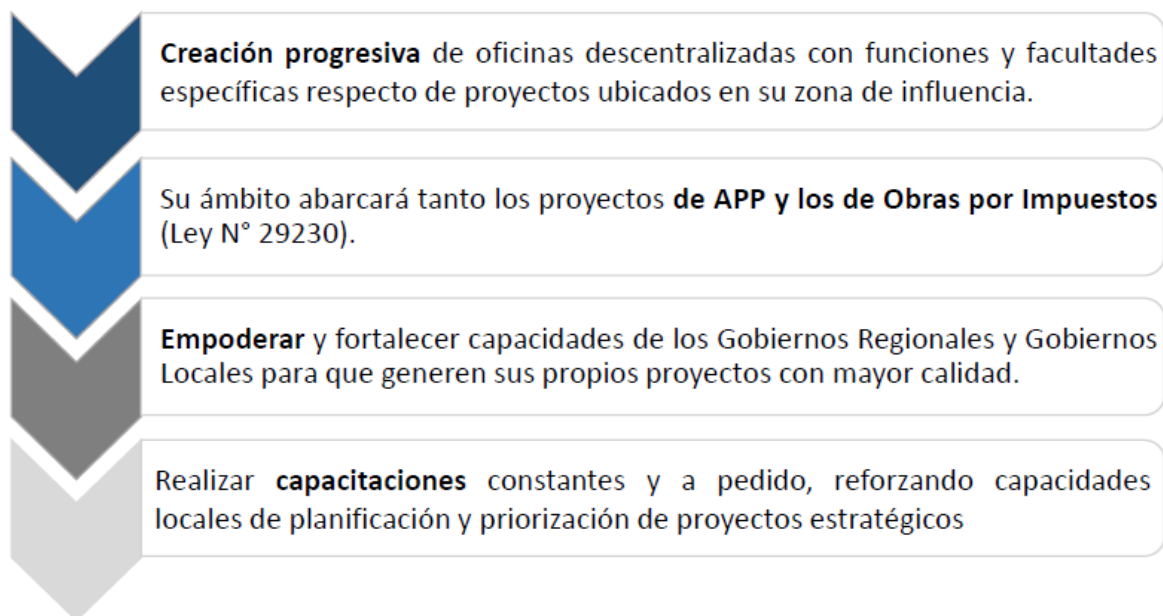 Creación progresiva de oficinas descentralizadas con funciones y facultades
específicas respecto de proyectos ubicados en su zona de influencia.
Su ámbito abarcará tanto los proyectos de APP y los de Obras por Impuestos
(Ley N° 29230).
Empoderar y fortalecer capacidades de los Gobiernos Regionales y Gobiernos
Locales para que generen sus propios proyectos con mayor calidad.
Realizar capacitaciones constantes y a pedido, reforzando capacidades
locales de planificación y priorización de proyectos estratégicos